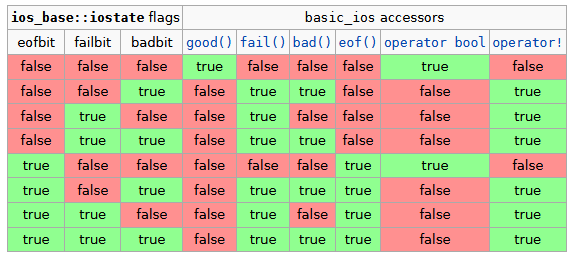 ios_base::iostate flags basic_ios accessors
eofbit failbit badbit good() fail() bad() eof() operator bool operator!
false false false true false false false true false
false false true false true true false false true
false true false false true false false false true
false true true false true true false false true
true false false false false false true true false
true false true false true true true false true
true true false false true false true false true
true true true false true true true false true